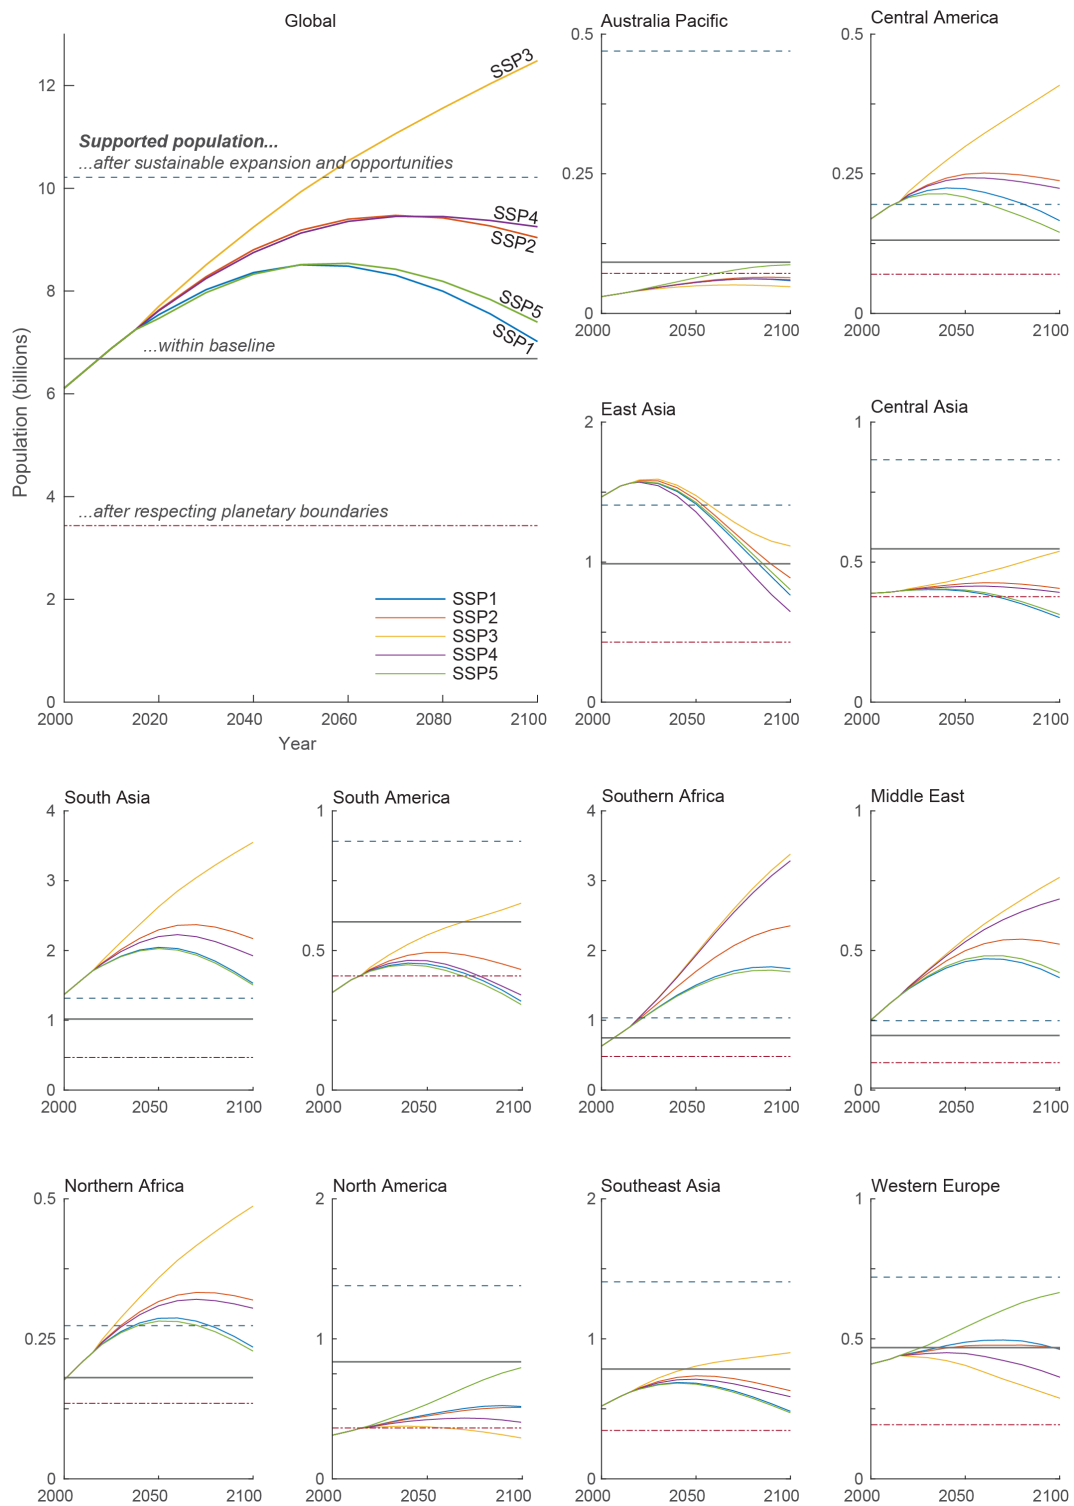 Global
12
10
8
6
4
2
0
Population (billions)
SSP3
Supported population...
...after sustainable expansion and opportunities
SSP4
SSP2
SSP5
SSP1
...within baseline
...after respecting planetary boundaries
SSP1
SSP2
SSP3
SSP4
SSP5
2000 2020 2040 2060 2080 2100
Year
Australia Pacific
0.5
0.25
0
2000 2050 2100
Central America
0.5
0.25
0
2000 2050 2100
East Asia
2
1
0
2000 2050 2100
Central Asia
1
0.5
0
2000 2050 2100
South Asia
4
3
2
1
0
2000 2050 2100
South America
1
0.5
0
2000 2050 2100
Southern Africa
4
3
2
1
0
2000 2050 2100
Middle East
1
0.5
0
2000 2050 2100
Northern Africa
0.5
0.25
0
2000 2050 2100
North America
2
1
0
2000 2050 2100
Southeast Asia
1
0.5
0
2000 2050 2100
Western Europe
1
0.5
0
2000 2050 2100